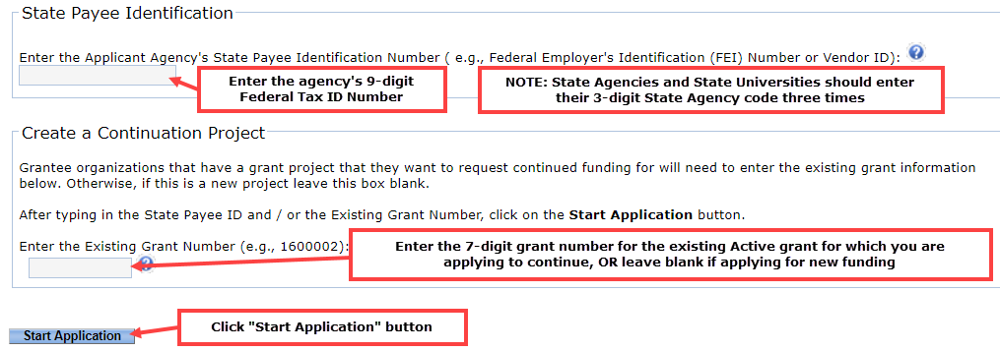 State Payee Identification
Enter the Applicant Agency's State Payee Identification Number ( e.g., Federal Employer's Identification (FEI) Number or Vendor ID): ?
Enter the agency's 9-digit
Federal Tax ID Number
NOTE: State Agencies and State Universities should enter
their 3-digit State Agency code three times
Create a Continuation Project
Grantee organizations that have a grant project that they want to request continued funding for will need to enter the existing grant information
below. Otherwise, if this is a new project leave this box blank.
After typing in the State Payee ID and / or the Existing Grant Number, click on the Start Application button.
Enter the Existing Grant Number (e.g., 1600002):
?
Enter the 7-digit grant number for the existing Active grant for which you are
applying to continue, OR leave blank if applying for new funding
Start Application
Click "Start Application" button